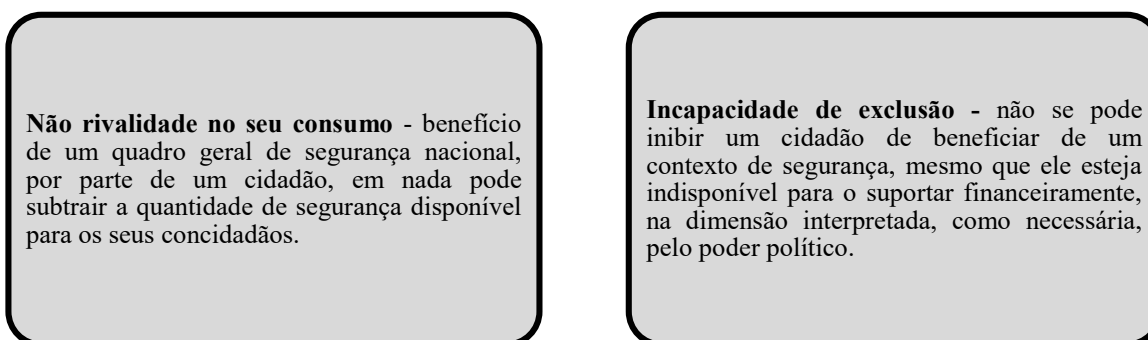 Não rivalidade no seu consumo - benefício
de um quadro geral de segurança nacional,
por parte de um cidadão, em nada pode
subtrair a quantidade de segurança disponível
para os seus concidadãos.
Incapacidade de exclusão - não se pode
inibir um cidadão de beneficiar de um
contexto de segurança, mesmo que ele esteja
indisponível para o suportar financeiramente,
na dimensão interpretada, como necessária,
pelo poder político.